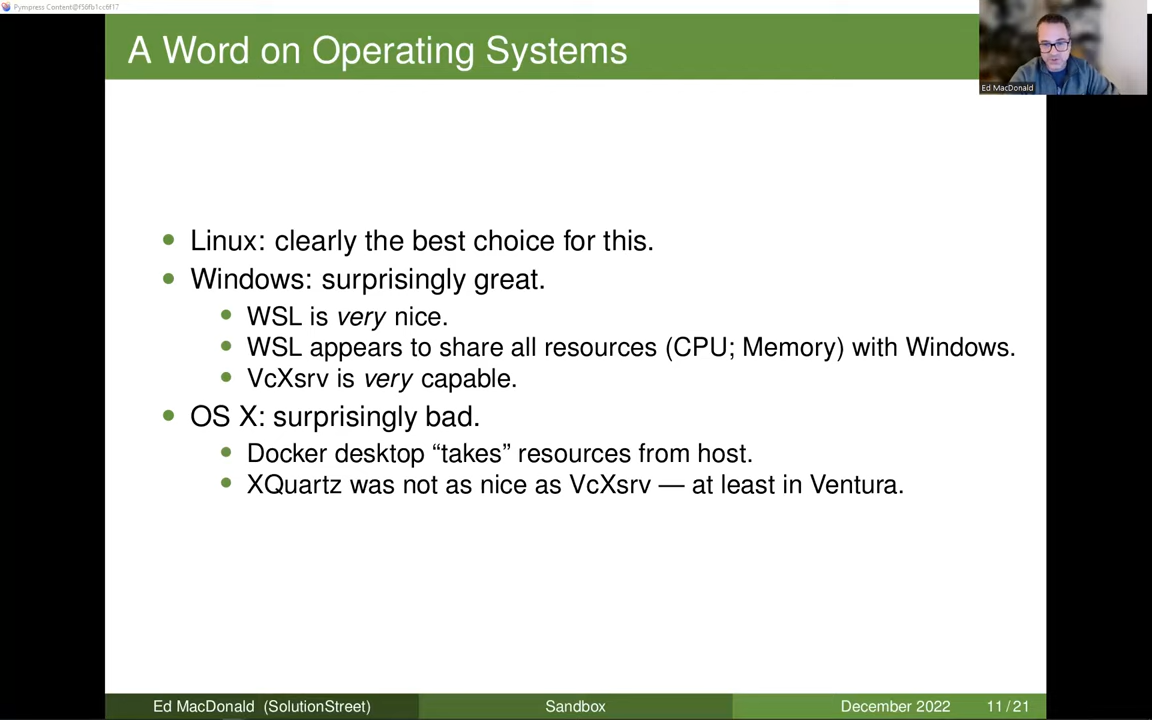 Pympress Content@f56fb1cc6f17
A Word on Operating Systems
Ed MacDonald
Linux: clearly the best choice for this.
Windows: surprisingly great.
WSL is very nice.
WSL appears to share all resources (CPU; Memory) with Windows.
VcXsrv is very capable.
OS X: surprisingly bad.
Docker desktop “takes” resources from host.
XQuartz was not as nice as VcXsrv — at least in Ventura.
Ed MacDonald (SolutionStreet) Sandbox December 2022 11 / 21